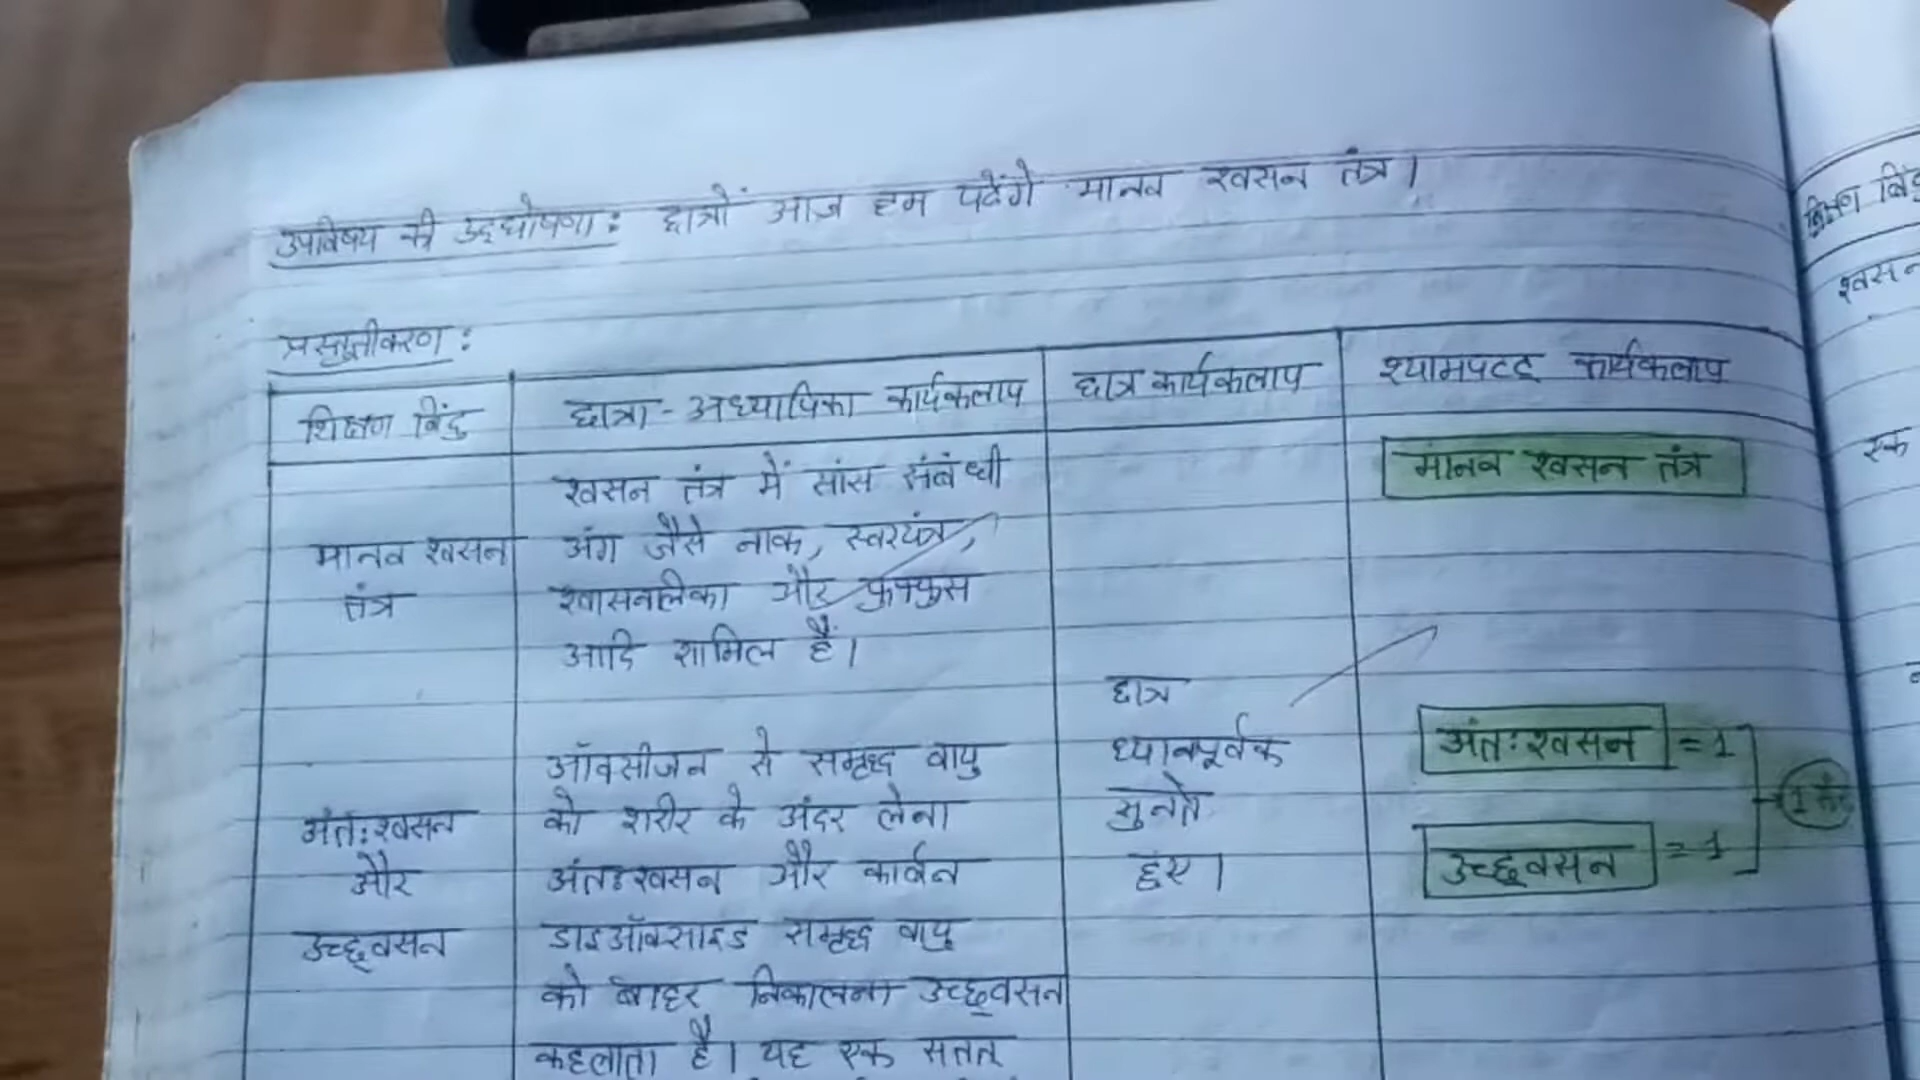 उपविषय की उद्घोषणा: छात्रों आज हम पढेंगे मानव श्वसन तंत्र।
प्रस्तुतीकरण:
शिक्षण बिंदु
छात्रा-अध्यापिका कार्यकलाप
छात्र कार्यकलाप
श्यामपट्ट कार्यकलाप
मानव श्वसन
तंत्र
श्वसन तंत्र में सांस संबंधी
अंग जैसे नाक, स्वरयंत्र,
श्वासनलिका और फुफ्फुस
आदि शामिल हैं।
मानव श्वसन तंत्र
अंतःश्वसन
और
उच्छ्वसन
ऑक्सीजन से समृद्ध वायु
को शरीर के अंदर लेना
अंतःश्वसन और कार्बन
डाइऑक्साइड समृद्ध वायु
को बाहर निकालना उच्छ्वसन
कहलाता है। यह एक सतत
छात्र
ध्यानपूर्वक
सुनते
हुए।
अंतःश्वसन = 1
उच्छ्वसन = 1
शिक्षण
श्वसन
एक